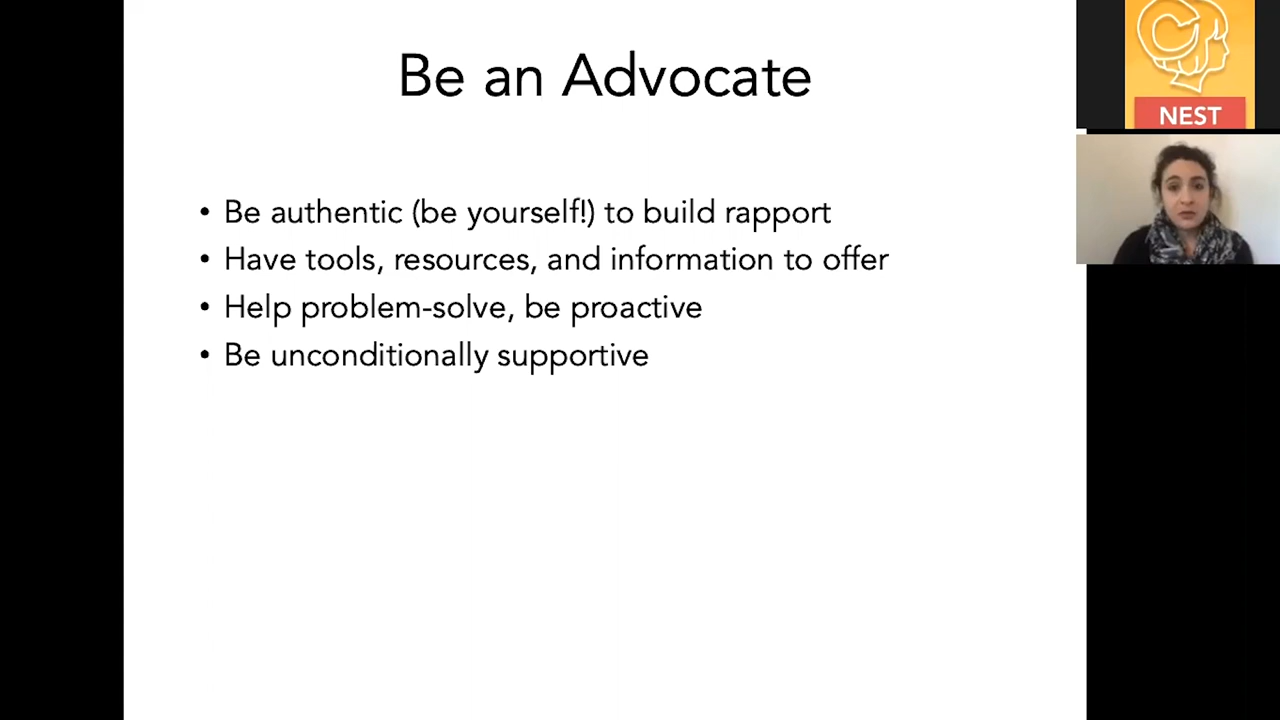 Be an Advocate
• Be authentic (be yourself!) to build rapport
• Have tools, resources, and information to offer
• Help problem-solve, be proactive
• Be unconditionally supportive
NEST